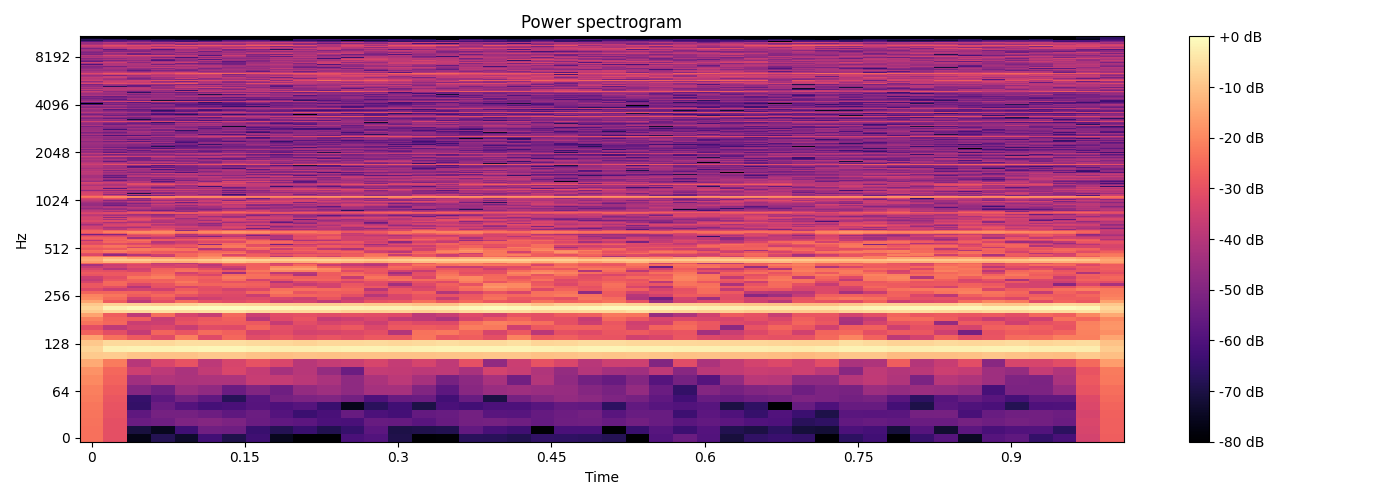 Power spectrogram
Hz
8192
4096
2048
1024
512
256
128
64
0
0 0.15 0.3 0.45 0.6 0.75 0.9
Time
+0 dB
-10 dB
-20 dB
-30 dB
-40 dB
-50 dB
-60 dB
-70 dB
-80 dB